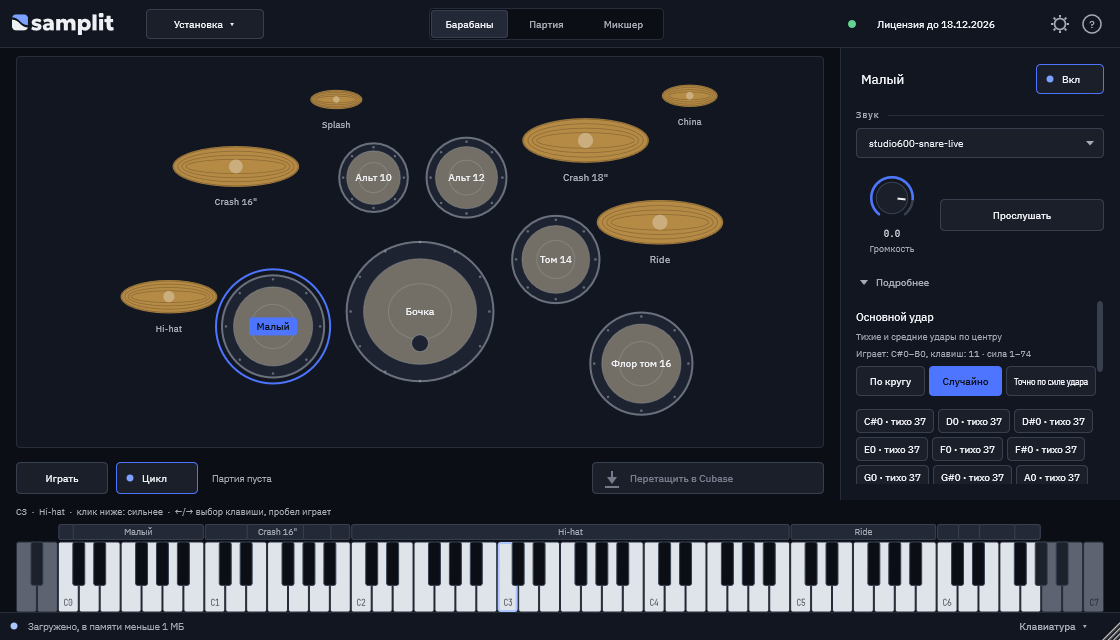 samplit
Установка
Барабаны
Партия
Микшер
Лицензия до 18.12.2026
?
Splash
China
Crash 16"
Альт 10
Альт 12
Crash 18"
Том 14
Ride
Hi-hat
Малый
Бочка
Флор том 16
Малый
Вкл
Звук
studio600-snare-live
0.0
Громкость
Прослушать
Подробнее
Основной удар
Тихие и средние удары по центру
Играет: C#0–B0, клавиш: 11 · сила 1–74
По кругу
Случайно
Точно по силе удара
C#0 · тихо 37
D0 · тихо 37
D#0 · тихо 37
E0 · тихо 37
F0 · тихо 37
F#0 · тихо 37
G0 · тихо 37
G#0 · тихо 37
A0 · тихо 37
Играть
Цикл
Партия пуста
Перетащить в Cubase
C3 · Hi-hat · клик ниже: сильнее · ←/→ выбор клавиши, пробел играет
Малый
Crash 16"
Hi-hat
Ride
C0
C1
C2
C3
C4
C5
C6
C7
Загружено, в памяти меньше 1 МБ
Клавиатура